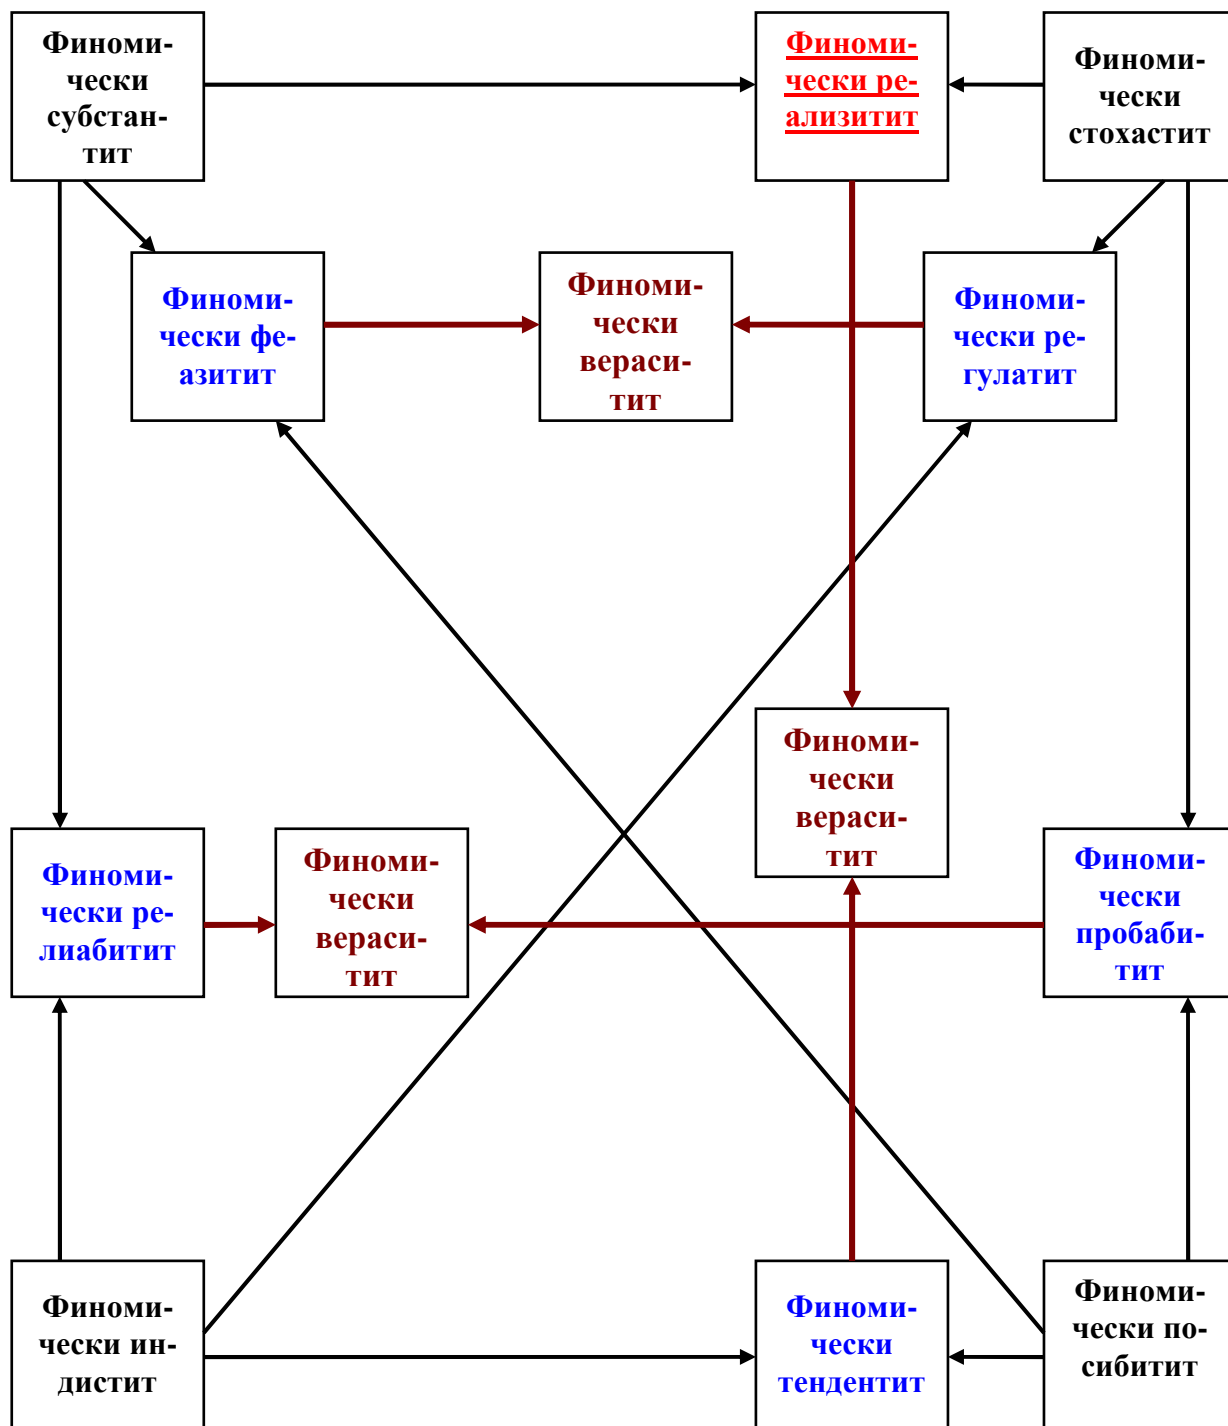 Финоми-
чески
субстан-
тит
Финоми-
чески ре-
ализитит
Финоми-
чески
стохастит
Финоми-
чески фе-
азитит
Финоми-
чески
вераси-
тит
Финоми-
чески ре-
гулатит
Финоми-
чески
вераси-
тит
Финоми-
чески ре-
лиабитит
Финоми-
чески
вераси-
тит
Финоми-
чески
пробаби-
тит
Финоми-
чески ин-
дистит
Финоми-
чески
тендентит
Финоми-
чески по-
сибитит